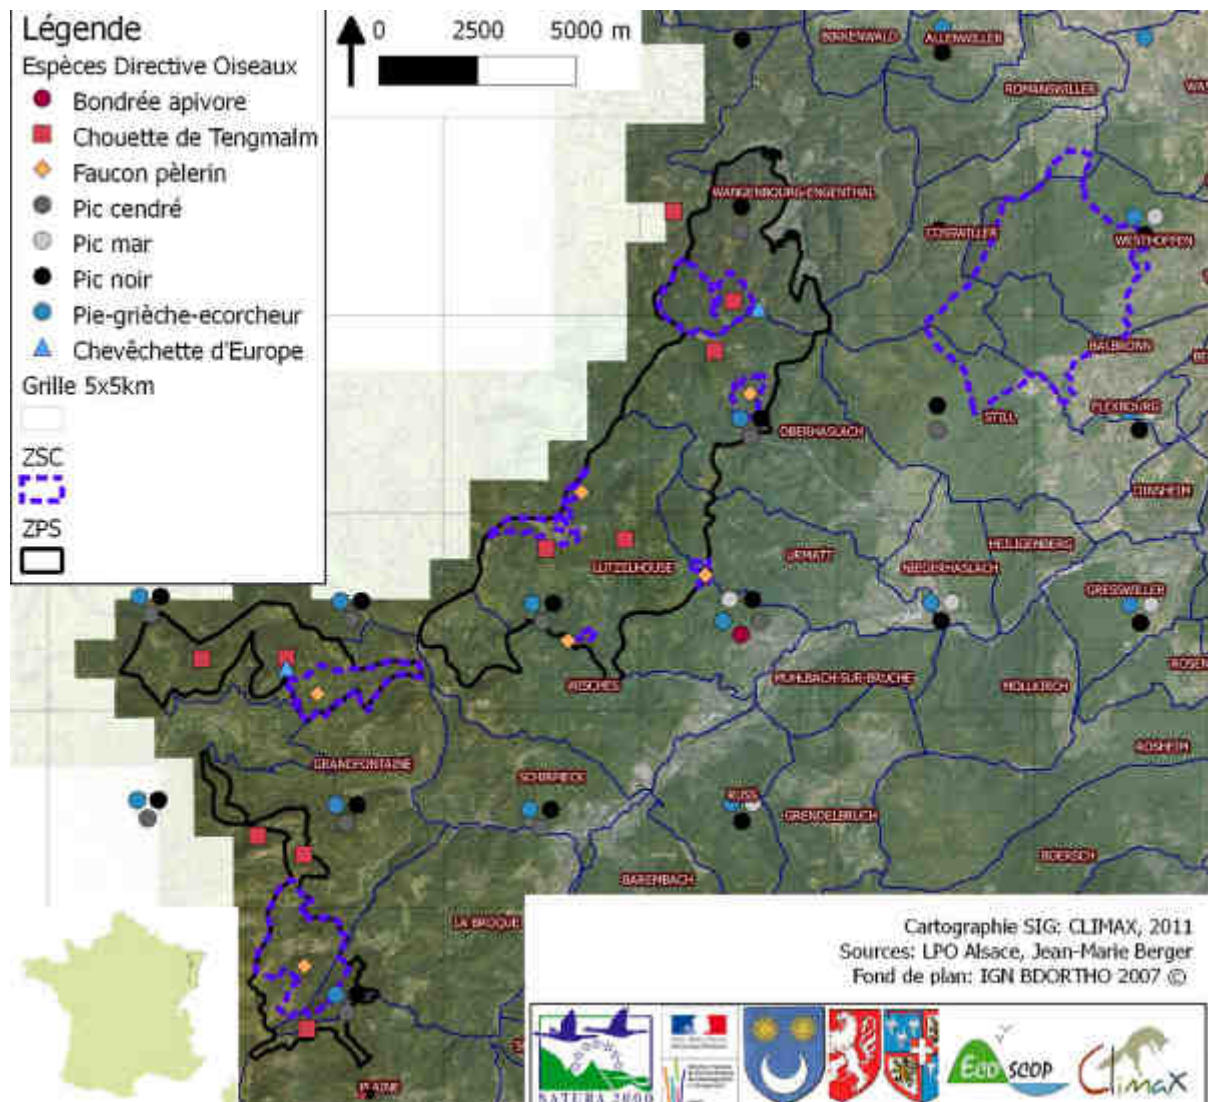 Légende
Espèces Directive Oiseaux
Bondrée apivore
Chouette de Tengmalm
Faucon pèlerin
Pic cendré
Pic mar
Pic noir
Pie-grièche-ecorcheur
Chevêchette d'Europe
Grille 5x5km
ZSC
ZPS
0 2500 5000 m
BIRKENWALD
ALLENWILLER
ROMANSWILLER
WANGENBOURG-ENGENTHAL
COSSWILLER
WESTHOFFEN
BALBRONN
FLEXBOURG
STILL
OBERHASLACH
DINSHEIM
HEILIGENBERG
URMATT
LUTZELHOUSE
NIEDERHASLACH
GRESSWILLER
MUHLBACH-SUR-BRUCHE
WISCHES
MOLLKIRCH
ROSHEIM
GRANDFONTAINE
SCHIRMECK
RUSS
GRENDELBRUCH
BOERSCH
BAREMBACH
LA BROQUE
PLAINE
Cartographie SIG: CLIMAX, 2011
Sources: LPO Alsace, Jean-Marie Berger
Fond de plan: IGN BDORTHO 2007 ©
NATURA 2000
ECO SCOP
Climax